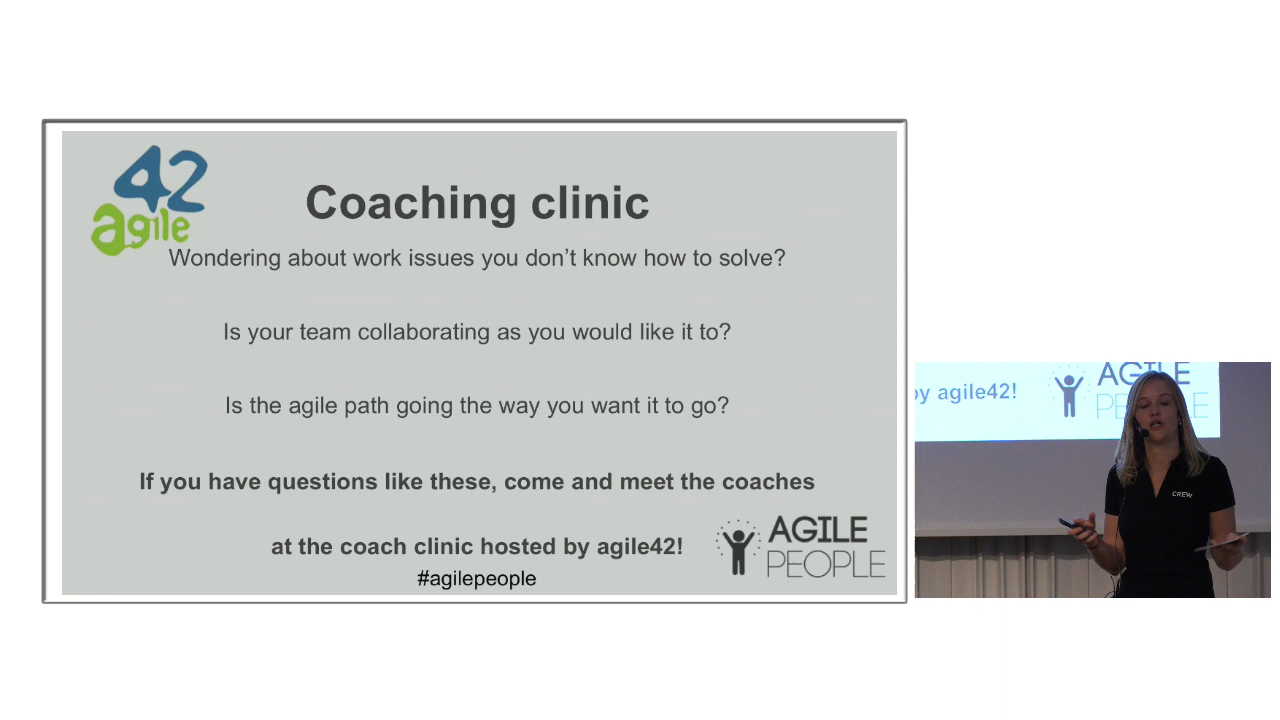 42
agile
Coaching clinic
Wondering about work issues you don’t know how to solve?
Is your team collaborating as you would like it to?
Is the agile path going the way you want it to go?
If you have questions like these, come and meet the coaches
at the coach clinic hosted by agile42!
AGILE
PEOPLE
#agilepeople
by agile42!
AGILE
PEOPLE
CREW